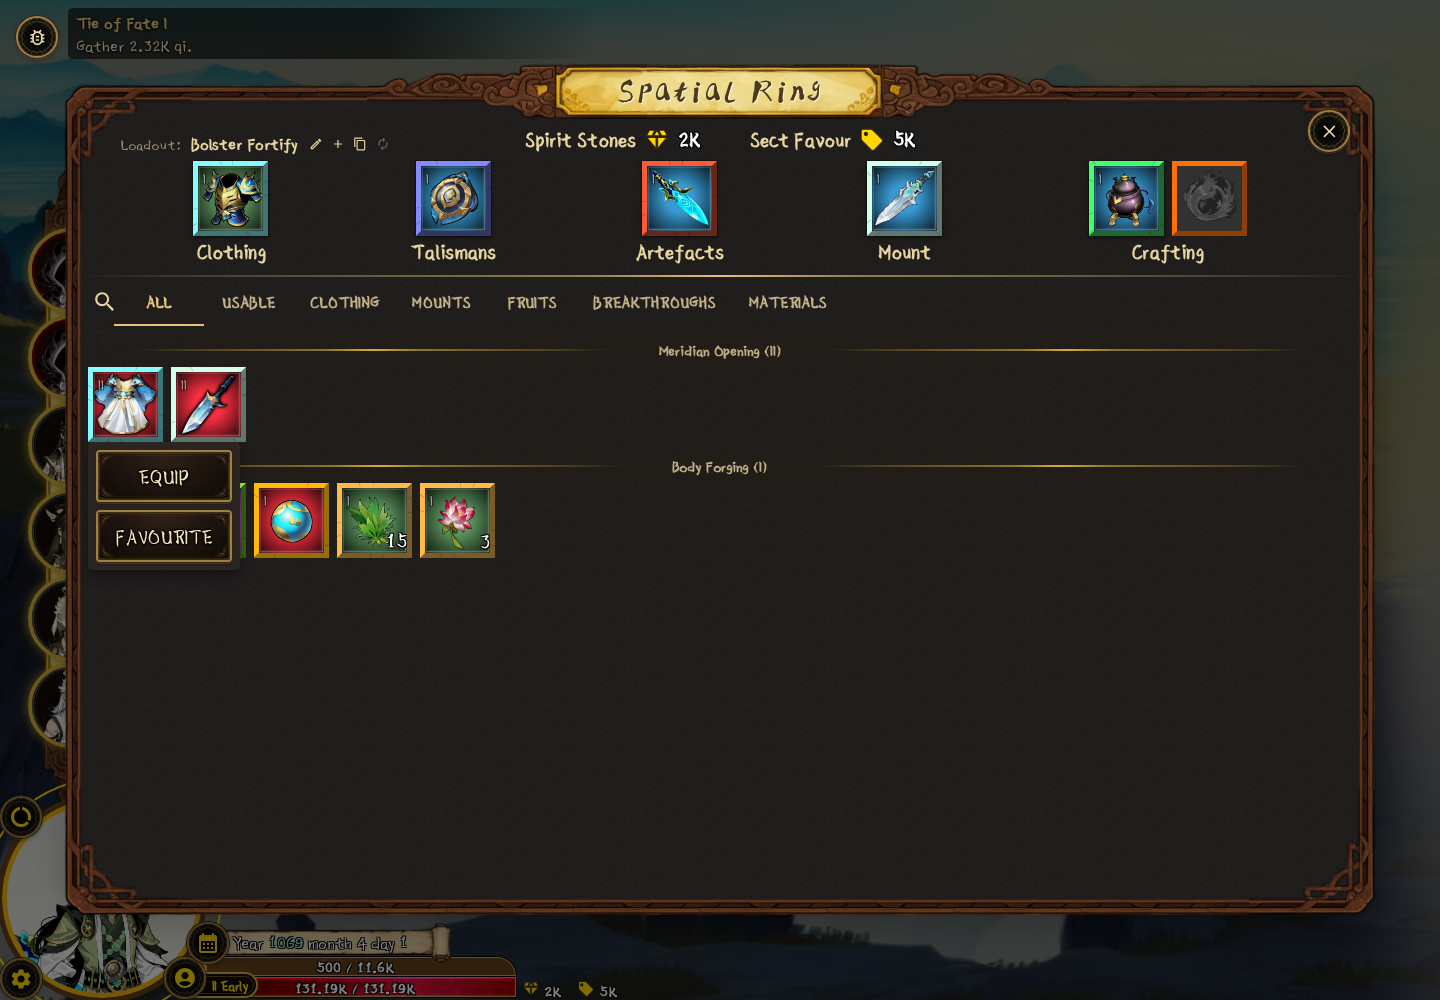 Tie of Fate I
Gather 2.32K qi.
Spatial Ring
Loadout: Bolster Fortify
Spirit Stones 2K
Sect Favour 5K
I
I
I
I
I
Clothing
Talismans
Artefacts
Mount
Crafting
ALL
USABLE
CLOTHING
MOUNTS
FRUITS
BREAKTHROUGHS
MATERIALS
Meridian Opening (II)
II
II
EQUIP
FAVOURITE
Body Forging (I)
I
I
15
I
3
Year 1069 month 4 day 1
500 / 11.6K
II Early
131.19K / 131.19K
2K
5K